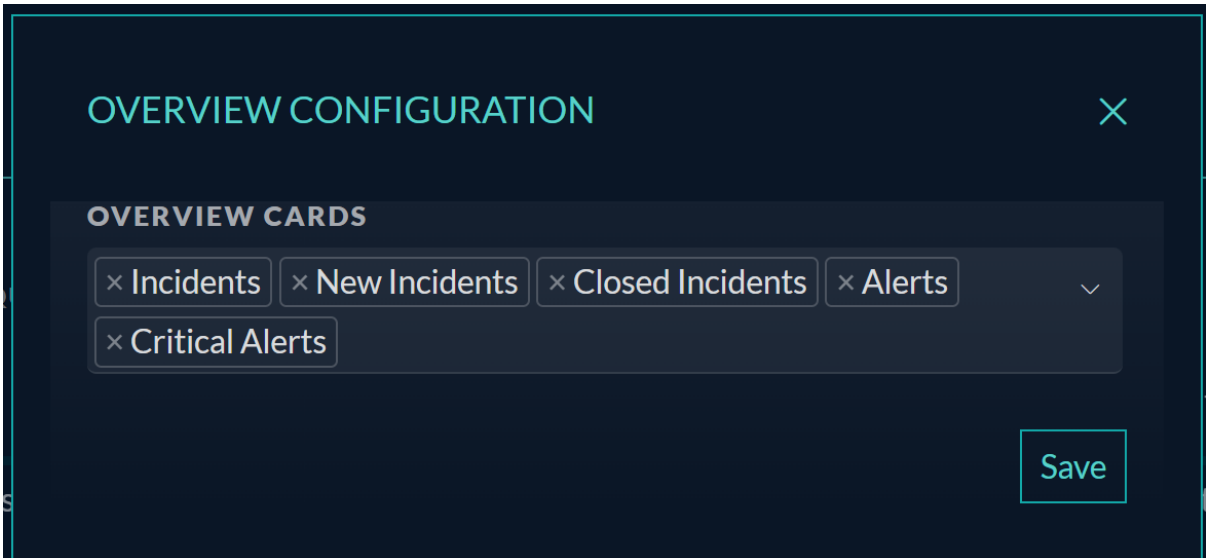 OVERVIEW CONFIGURATION
OVERVIEW CARDS
× Incidents × New Incidents × Closed Incidents × Alerts
× Critical Alerts
Save